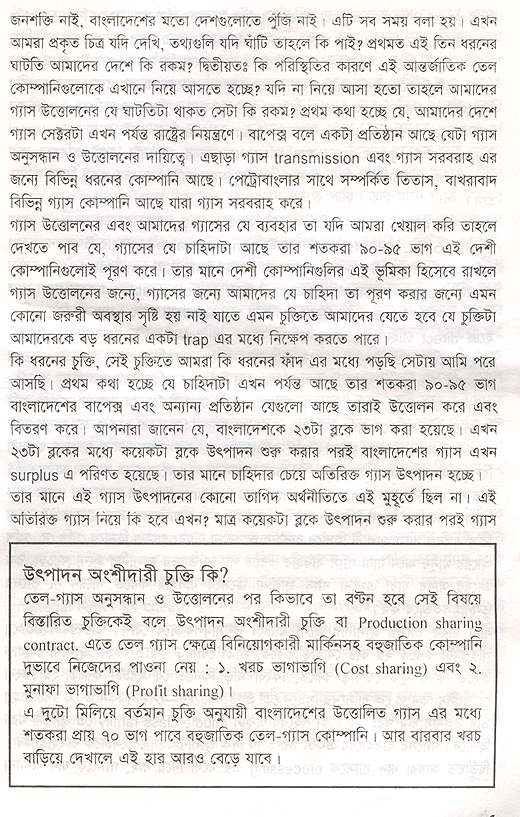 জনশক্তি নাই, বাংলাদেশের মতো দেশগুলোতে পুঁজি নাই। এটি সব সময় বলা হয়। এখন
আমরা প্রকৃত চিত্র যদি দেখি, তথ্যগুলি যদি ঘাঁটি তাহলে কি পাই? প্রথমত এই তিন ধরনের
ঘাটতি আমাদের দেশে কি রকম? দ্বিতীয়তঃ কি পরিস্থিতির কারণে এই আন্তর্জাতিক তেল
কোম্পানিগুলোকে এখানে নিয়ে আসতে হচ্ছে? যদি না নিয়ে আসা হতো তাহলে আমাদের
গ্যাস উত্তোলনের যে ঘাটতিটা থাকত সেটা কি রকম? প্রথম কথা হচ্ছে যে, আমাদের দেশে
গ্যাস সেক্টরটা এখন পর্যন্ত রাষ্ট্রের নিয়ন্ত্রণে। বাপেক্স বলে একটা প্রতিষ্ঠান আছে যেটা গ্যাস
অনুসন্ধান ও উত্তোলনের দায়িত্বে। এছাড়া গ্যাস transmission এবং গ্যাস সরবরাহ এর
জন্যে বিভিন্ন ধরনের কোম্পানি আছে। পেট্রোবাংলার সাথে সম্পর্কিত তিতাস, বাখরাবাদ
বিভিন্ন গ্যাস কোম্পানি আছে যারা গ্যাস সরবরাহ করে।
গ্যাস উত্তোলনের এবং আমাদের গ্যাসের যে ব্যবহার তা যদি আমরা খেয়াল করি তাহলে
দেখতে পাব যে, গ্যাসের যে চাহিদাটা আছে তার শতকরা ৯০-৯৫ ভাগ এই দেশী
কোম্পানিগুলোই পূরণ করে। তার মানে দেশী কোম্পানিগুলির এই ভূমিকা হিসেবে রাখলে
গ্যাস উত্তোলনের জন্যে, গ্যাসের জন্যে আমাদের যে চাহিদা তা পূরণ করার জন্যে এমন
কোনো জরুরী অবস্থার সৃষ্টি হয় নাই যাতে এমন চুক্তিতে আমাদের যেতে হবে যে চুক্তিটা
আমাদেরকে বড় ধরনের একটা trap এর মধ্যে নিক্ষেপ করতে পারে।
কি ধরনের চুক্তি, সেই চুক্তিতে আমরা কি ধরনের ফাঁদ এর মধ্যে পড়ছি সেটায় আমি পরে
আসছি। প্রথম কথা হচ্ছে যে চাহিদাটা এখন পর্যন্ত আছে তার শতকরা ৯০-৯৫ ভাগ
বাংলাদেশের বাপেক্স এবং অন্যান্য প্রতিষ্ঠান যেগুলো আছে তারাই উত্তোলন করে এবং
বিতরণ করে। আপনারা জানেন যে, বাংলাদেশকে ২৩টা ব্লকে ভাগ করা হয়েছে। এখন
২৩টা ব্লকের মধ্যে কয়েকটা ব্লকে উৎপাদন শুরু করার পরই বাংলাদেশের গ্যাস এখন
surplus এ পরিণত হয়েছে। তার মানে চাহিদার চেয়ে অতিরিক্ত গ্যাস উৎপাদন হচ্ছে।
তার মানে এই গ্যাস উৎপাদনের কোনো তাগিদ অর্থনীতিতে এই মুহূর্তে ছিল না। এই
অতিরিক্ত গ্যাস নিয়ে কি হবে এখন? মাত্র কয়েকটা ব্লকে উৎপাদন শুরু করার পরই গ্যাস
উৎপাদন অংশীদারী চুক্তি কি?
তেল-গ্যাস অনুসন্ধান ও উত্তোলনের পর কিভাবে তা বণ্টন হবে সেই বিষয়ে
বিস্তারিত চুক্তিকেই বলে উৎপাদন অংশীদারী চুক্তি বা Production sharing
contract. এতে তেল গ্যাস ক্ষেত্রে বিনিয়োগকারী মার্কিনসহ বহুজাতিক কোম্পানি
দুভাবে নিজেদের পাওনা নেয় : ১. খরচ ভাগাভাগি (Cost sharing) এবং ২.
মুনাফা ভাগাভাগি (Profit sharing)।
এ দুটো মিলিয়ে বর্তমান চুক্তি অনুযায়ী বাংলাদেশের উত্তোলিত গ্যাস এর মধ্যে
শতকরা প্রায় ৭০ ভাগ পাবে বহুজাতিক তেল-গ্যাস কোম্পানি। আর বারবার খরচ
বাড়িয়ে দেখালে এই হার আরও বেড়ে যাবে।